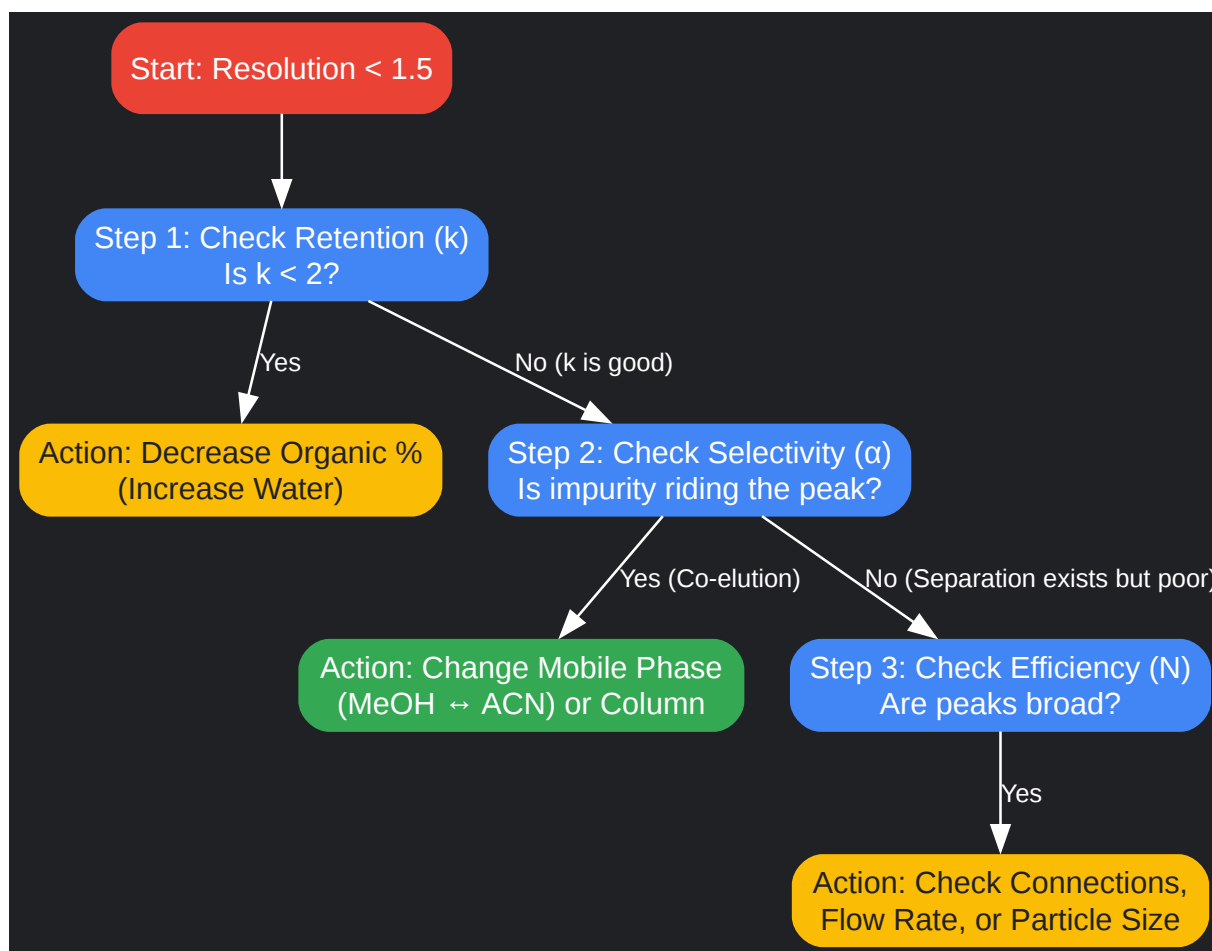 Start: Resolution < 1.5
Step 1: Check Retention (k)
Is k < 2?
Yes
No (k is good)
Action: Decrease Organic %
(Increase Water)
Step 2: Check Selectivity (α)
Is impurity riding the peak?
Yes (Co-elution)
No (Separation exists but poor)
Action: Change Mobile Phase
(MeOH ↔ ACN) or Column
Step 3: Check Efficiency (N)
Are peaks broad?
Yes
Action: Check Connections,
Flow Rate, or Particle Size